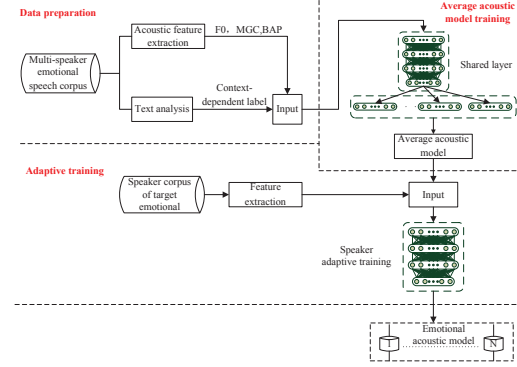 Data preparation
Average acoustic
model training
Acoustic feature
extraction
F0，MGC,BAP
Multi-speaker
emotional
speech corpus
Shared layer
Text analysis
Context-
dependent label
Input
Average acoustic
model
Adaptive training
Speaker corpus
of target
emotional
Feature
extraction
Input
Speaker
adaptive training
Emotional
acoustic model
1
N